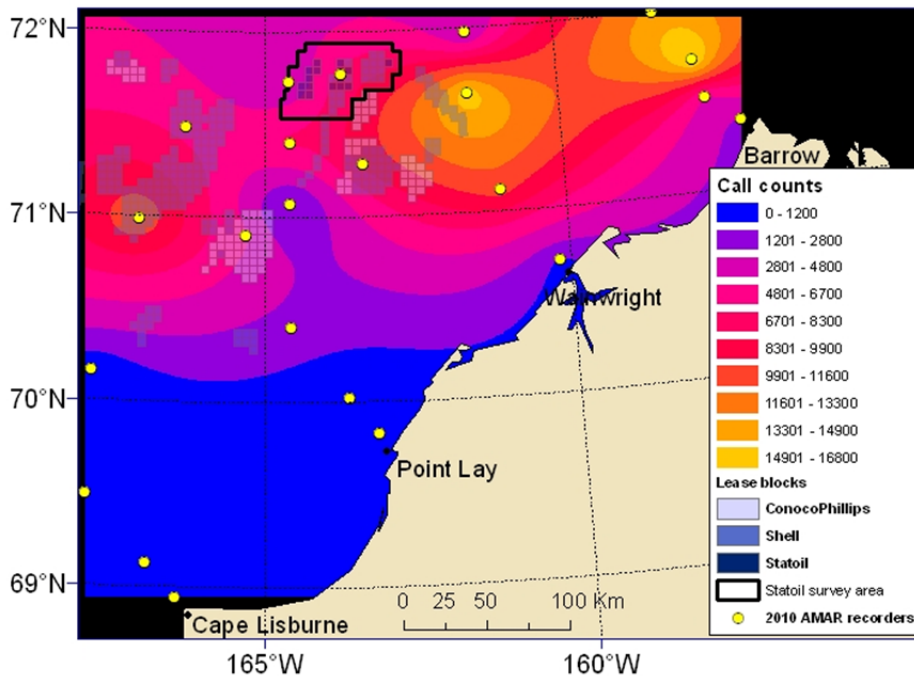 72°N
71°N
70°N
69°N
165°W
160°W
Barrow
Wainwright
Point Lay
Cape Lisburne
0 25 50 100 Km
Call counts
0 - 1200
1201 - 2800
2801 - 4800
4801 - 6700
6701 - 8300
8301 - 9900
9901 - 11600
11601 - 13300
13301 - 14900
14901 - 16800
Lease blocks
ConocoPhillips
Shell
Statoil
Statoil survey area
2010 AMAR recorders